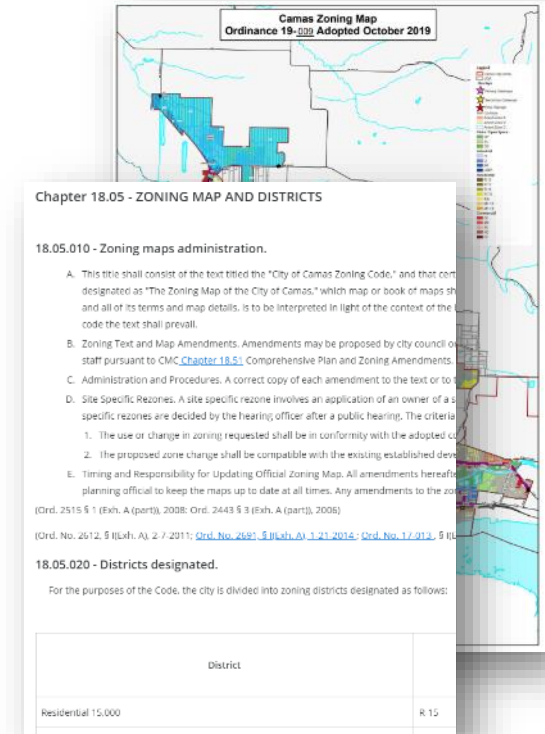 Camas Zoning Map
Ordinance 19-009 Adopted October 2019
Legend
Chapter 18.05 - ZONING MAP AND DISTRICTS
18.05.010 - Zoning maps administration.
A. This title shall consist of the text titled the "City of Camas Zoning Code," and that cert
designated as "The Zoning Map of the City of Camas," which map or book of maps sh
and all of its terms and map details, is to be interpreted in light of the context of the
code the text shall prevail.
B. Zoning Text and Map Amendments. Amendments may be proposed by city council or
staff pursuant to CMC Chapter 18.51 Comprehensive Plan and Zoning Amendments.
C. Administration and Procedures. A correct copy of each amendment to the text or to t
D. Site Specific Rezones. A site specific rezone involves an application of an owner of a s
specific rezones are decided by the hearing officer after a public hearing. The criteria
1. The use or change in zoning requested shall be in conformity with the adopted co
2. The proposed zone change shall be compatible with the existing established deve
E. Timing and Responsibility for Updating Official Zoning Map. All amendments hereafte
planning official to keep the maps up to date at all times. Any amendments to the zon
(Ord. 2515 § 1 (Exh. A (part)), 2008: Ord. 2443 § 3 (Exh. A (part)), 2006)
(Ord. No. 2612, § I(Exh. A), 2-7-2011; Ord. No. 2691, § I(Exh. A), 1-21-2014; Ord. No. 17-013, § I(E
18.05.020 - Districts designated.
For the purposes of the Code, the city is divided into zoning districts designated as follows:
District
Residential 15,000
R-15